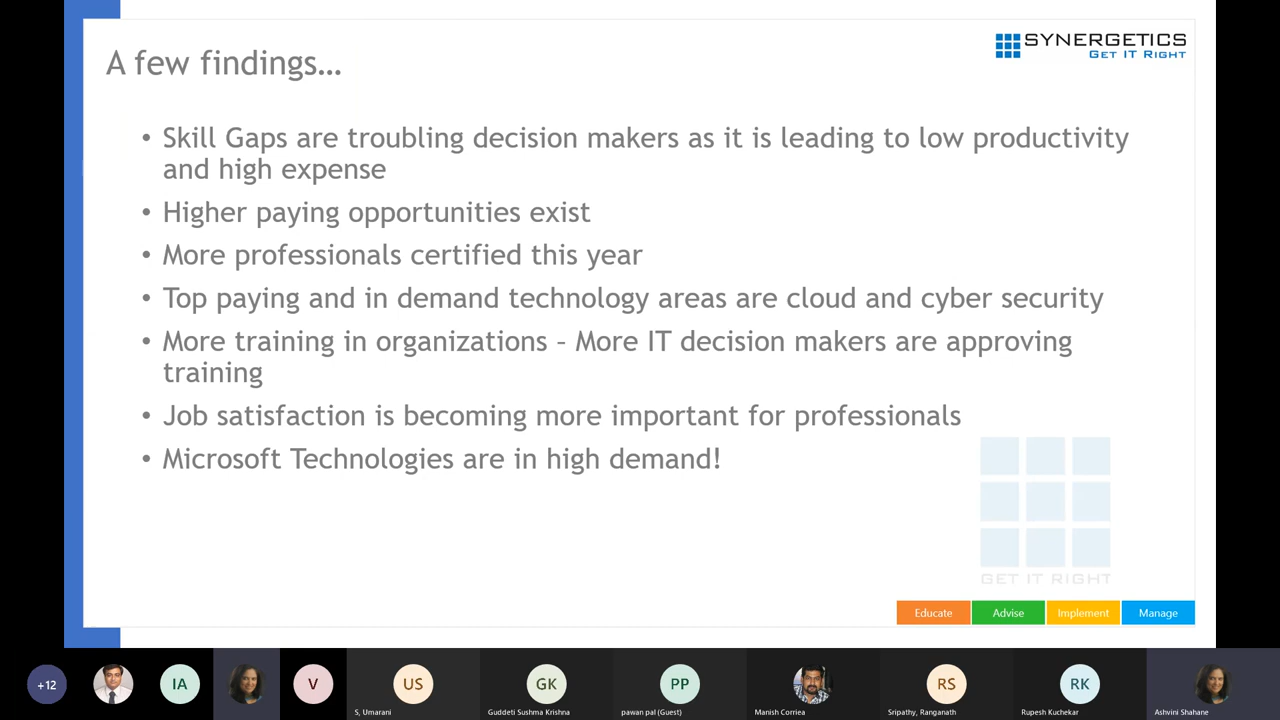 SYNERGETICS
GET IT RIGHT
A few findings…
• Skill Gaps are troubling decision makers as it is leading to low productivity
and high expense
• Higher paying opportunities exist
• More professionals certified this year
• Top paying and in demand technology areas are cloud and cyber security
• More training in organizations – More IT decision makers are approving
training
• Job satisfaction is becoming more important for professionals
• Microsoft Technologies are in high demand!
GET IT RIGHT
Educate Advise Implement Manage
+12 IA V US GK PP RS RK
S, Umarani Guddeti Sushma Krishna pawan pal (Guest) Manish Corriea Sripathy, Ranganath Rupesh Kuchekar Ashvini Shahane